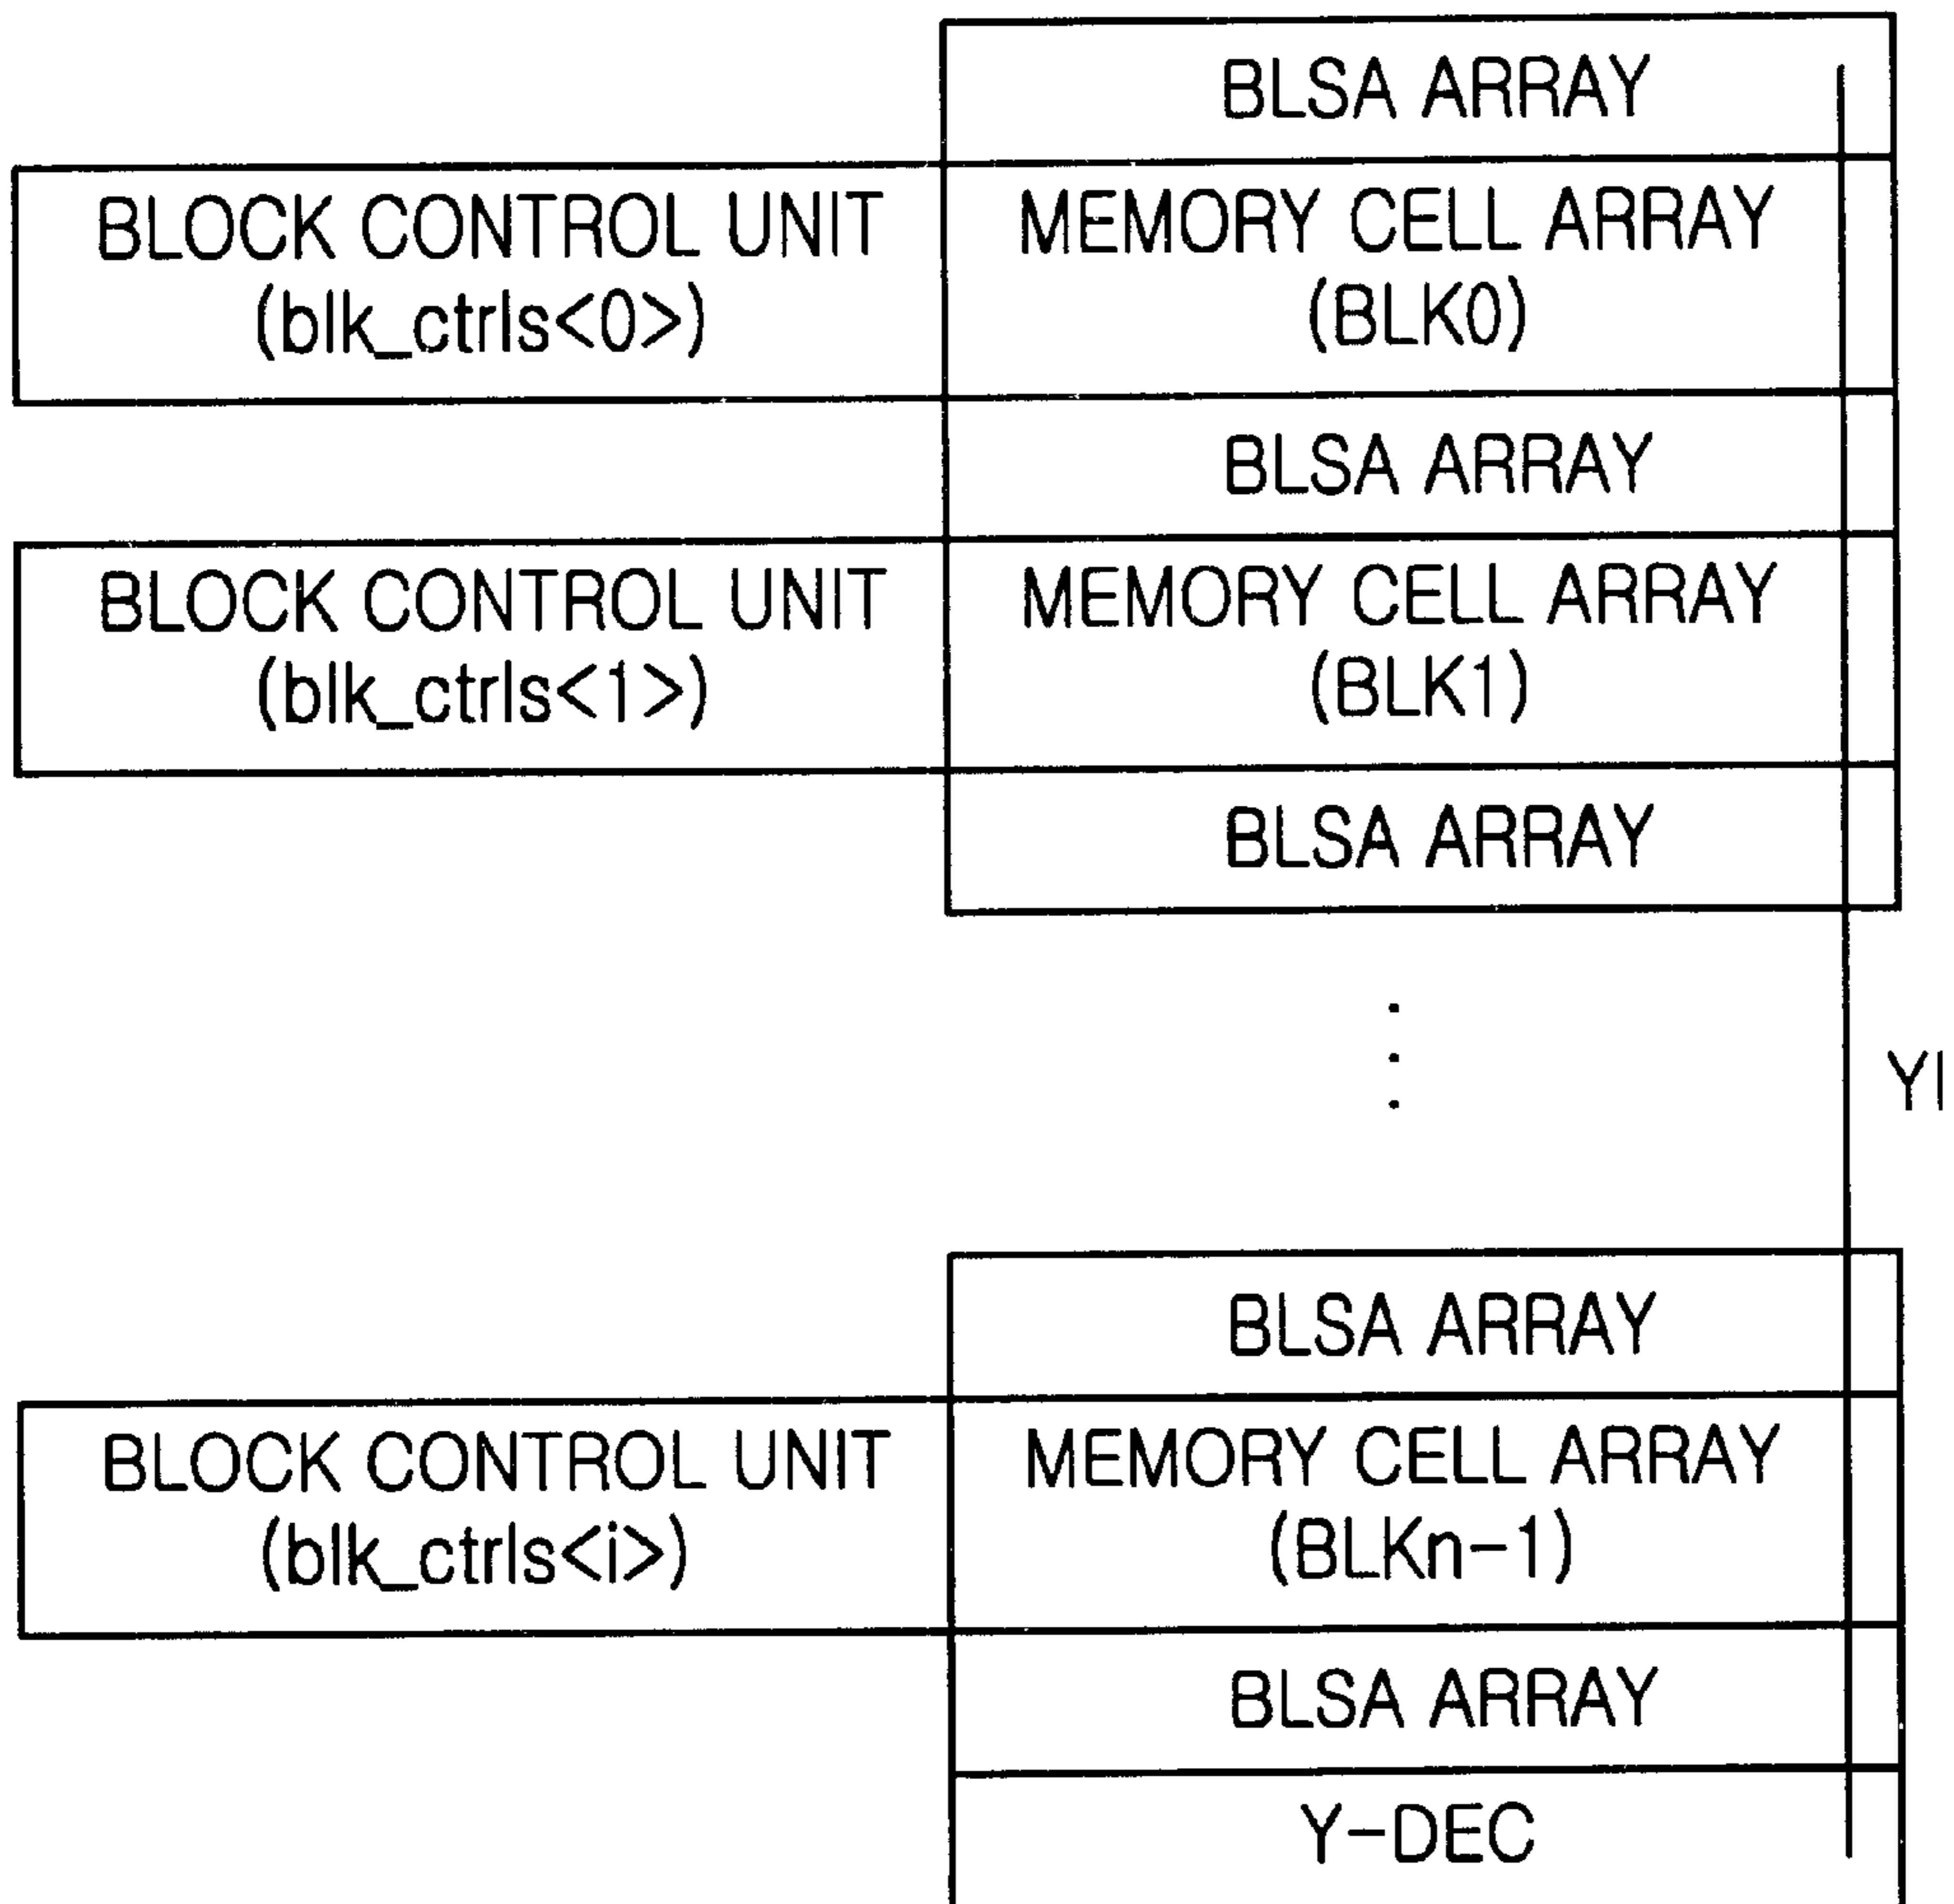 BLSA ARRAY
BLOCK CONTROL UNIT
(blk_ctrls<0>)
MEMORY CELL ARRAY
(BLK0)
BLSA ARRAY
BLOCK CONTROL UNIT
(blk_ctrls<1>)
MEMORY CELL ARRAY
(BLK1)
BLSA ARRAY
YI
BLSA ARRAY
BLOCK CONTROL UNIT
(blk_ctrls<i>)
MEMORY CELL ARRAY
(BLKn-1)
BLSA ARRAY
Y-DEC